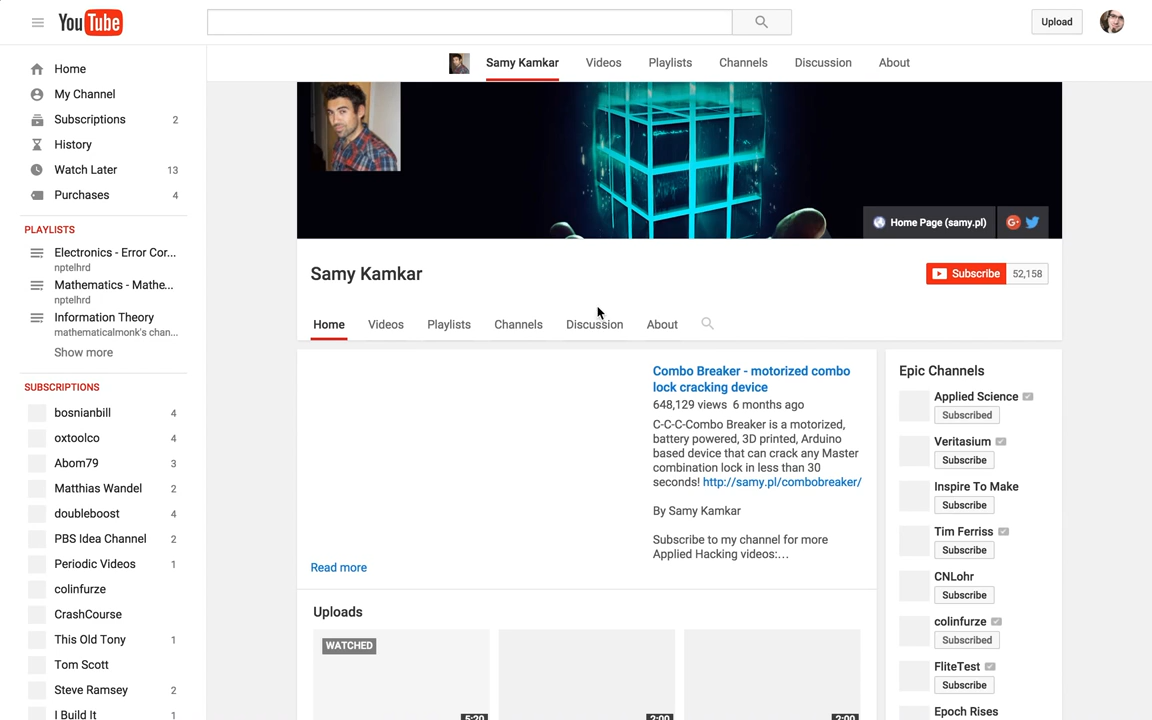 YouTube
Upload
Samy Kamkar
Videos
Playlists
Channels
Discussion
About
Home
My Channel
Subscriptions 2
History
Watch Later 13
Purchases 4
PLAYLISTS
Electronics - Error Cor...
nptelhrd
Mathematics - Mathe...
nptelhrd
Information Theory
mathematicalmonk's chan...
Show more
SUBSCRIPTIONS
bosnianbill 4
oxtoolco 4
Abom79 3
Matthias Wandel 2
doubleboost 4
PBS Idea Channel 2
Periodic Videos 1
colinfurze
CrashCourse
This Old Tony 1
Tom Scott
Steve Ramsey 2
I Build It 1
Home Page (samy.pl)
G+
Samy Kamkar
Subscribe 52,158
Home
Videos
Playlists
Channels
Discussion
About
Combo Breaker - motorized combo
lock cracking device
648,129 views 6 months ago
C-C-C-Combo Breaker is a motorized,
battery powered, 3D printed, Arduino
based device that can crack any Master
combination lock in less than 30
seconds! http://samy.pl/combobreaker/
By Samy Kamkar
Subscribe to my channel for more
Applied Hacking videos:...
Read more
Uploads
WATCHED
5:20
2:00
2:00
Epic Channels
Applied Science
Subscribed
Veritasium
Subscribe
Inspire To Make
Subscribe
Tim Ferriss
Subscribe
CNLohr
Subscribe
colinfurze
Subscribed
FliteTest
Subscribe
Epoch Rises